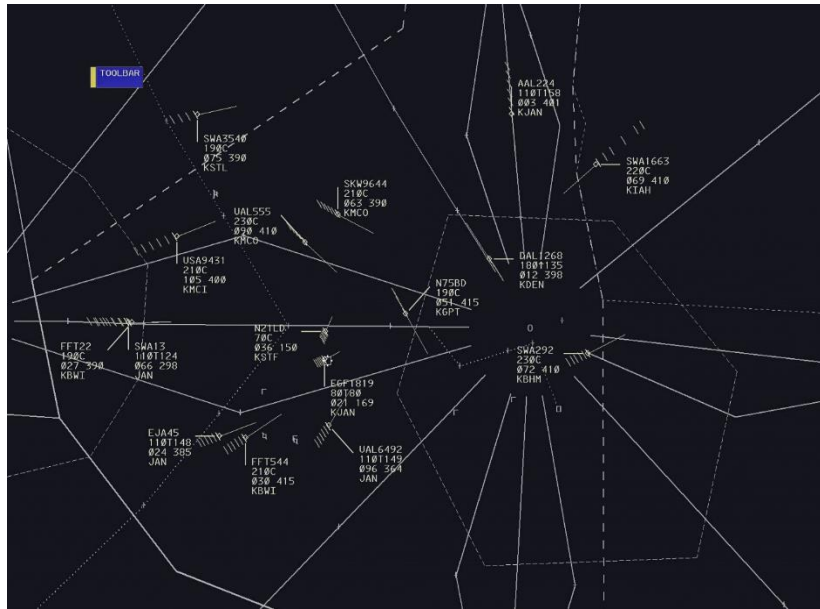 TOOLBAR
AAL224
110T158
003 401
KJAN
SWA3540
190C
075 390
KSTL
SWA1663
220C
069 410
KIAH
SKW9644
210C
063 390
KMCO
UAL555
230C
090 410
KMCO
USA9431
210C
105 400
KMCI
DAL1268
180↑135
012 398
KDEN
N75BD
190C
051 415
KGPT
FFT22
190C
027 390
KBWI
SWA13
110T124
066 298
JAN
N21LD
70C
036 150
KSTF
SWA292
230C
072 410
KBHM
EGF1819
80T80
021 169
KJAN
EJA45
110T148
024 385
JAN
FFT544
210C
030 415
KBWI
UAL6492
110T149
096 364
JAN